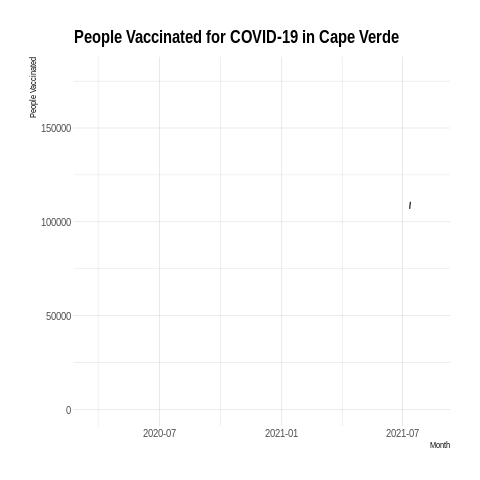 People Vaccinated for COVID-19 in Cape Verde
People Vaccinated
150000
100000
50000
0
2020-07 2021-01 2021-07
Month